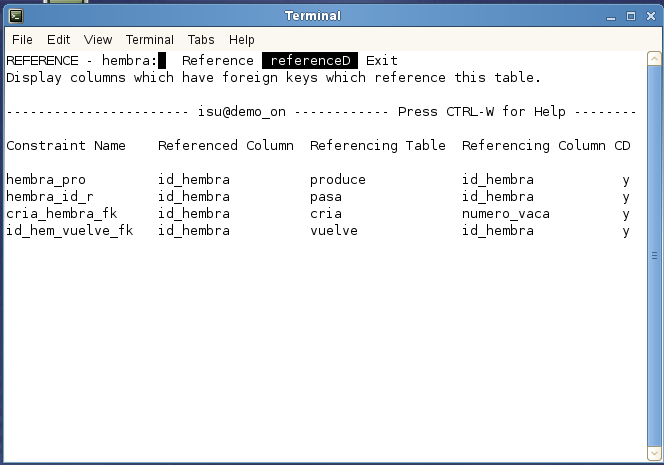 Terminal
File Edit View Terminal Tabs Help
REFERENCE - hembra: Reference referenceD Exit
Display columns which have foreign keys which reference this table.
----------------------- isu@demo_on ------------ Press CTRL-W for Help --------
Constraint Name Referenced Column Referencing Table Referencing Column CD
hembra_pro id_hembra produce id_hembra y
hembra_id_r id_hembra pasa id_hembra y
cria_hembra_fk id_hembra cria numero_vaca y
id_hem_vuelve_fk id_hembra vuelve id_hembra y